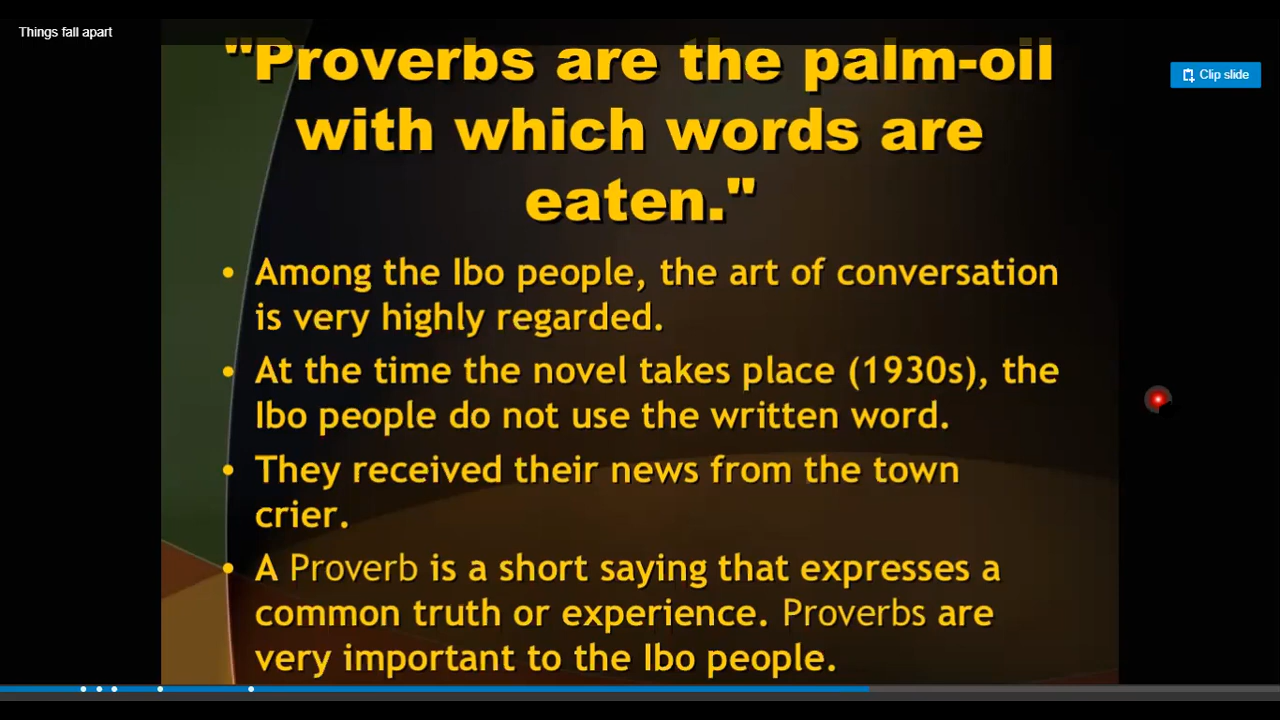 Things fall apart
Clip slide
"Proverbs are the palm-oil
with which words are
eaten."
• Among the Ibo people, the art of conversation
is very highly regarded.
• At the time the novel takes place (1930s), the
Ibo people do not use the written word.
• They received their news from the town
crier.
• A Proverb is a short saying that expresses a
common truth or experience. Proverbs are
very important to the Ibo people.